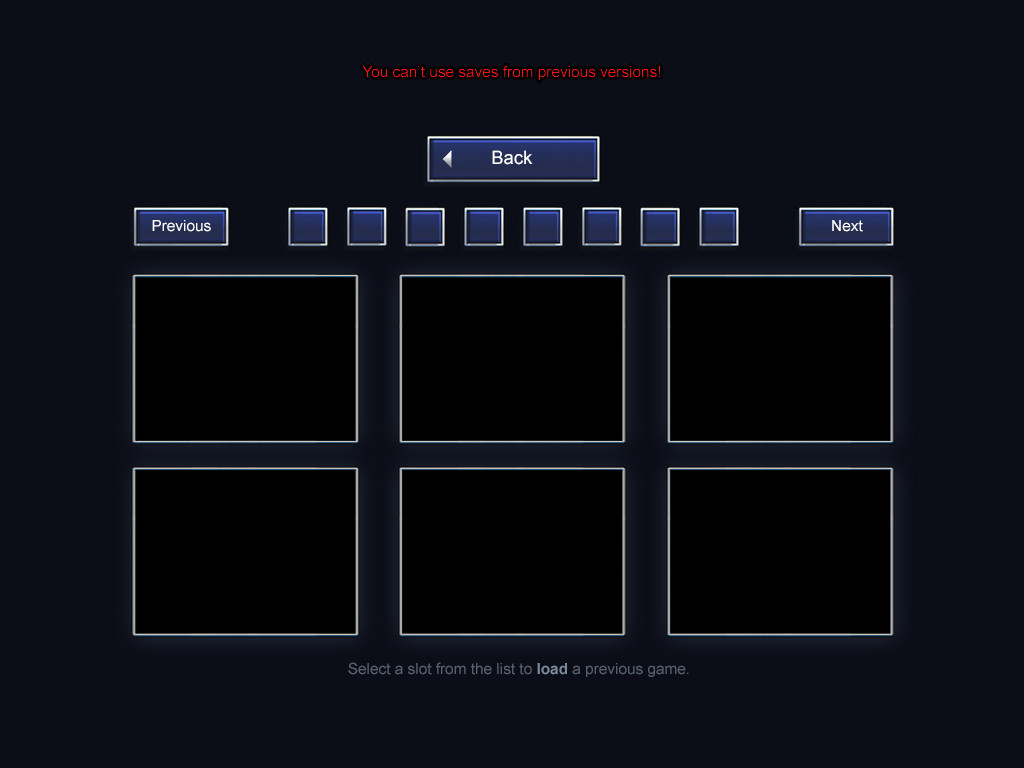 You can't use saves from previous versions!
Back
Previous
Next
Select a slot from the list to load a previous game.